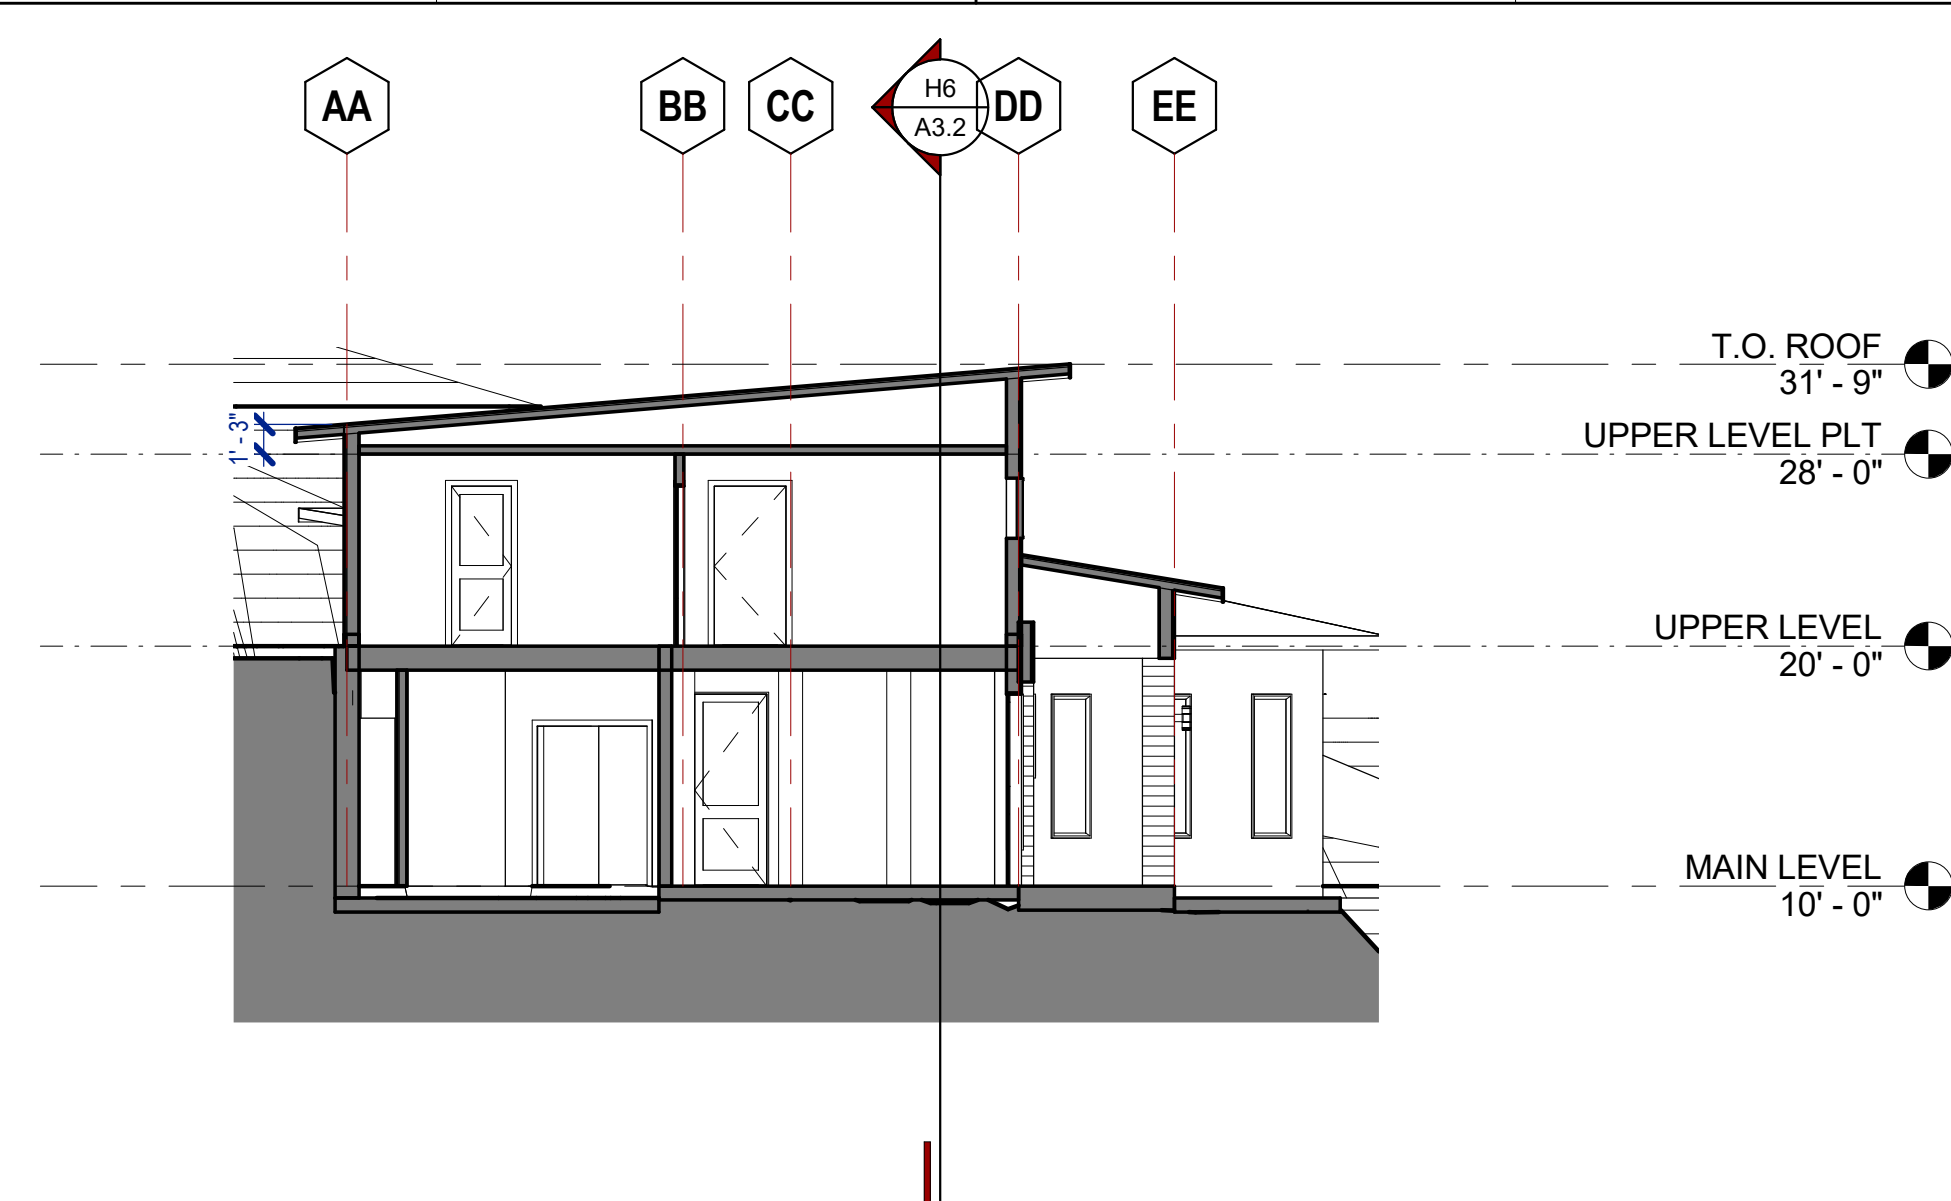 AA
BB
CC
H6
A3.2
DD
EE
T.O. ROOF
31' - 9"
1' - 3"
UPPER LEVEL PLT
28' - 0"
UPPER LEVEL
20' - 0"
MAIN LEVEL
10' - 0"